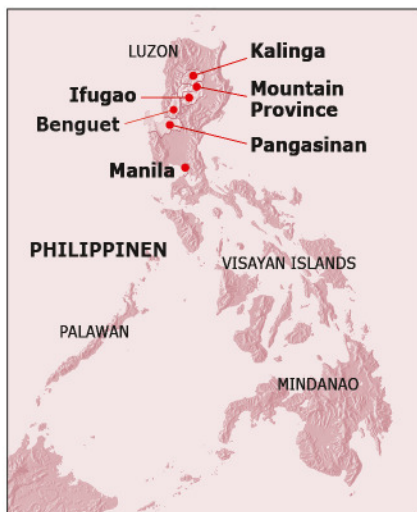 LUZON
Kalinga
Mountain
Province
Ifugao
Benguet
Pangasinan
Manila
PHILIPPINEN
VISAYAN ISLANDS
PALAWAN
MINDANAO